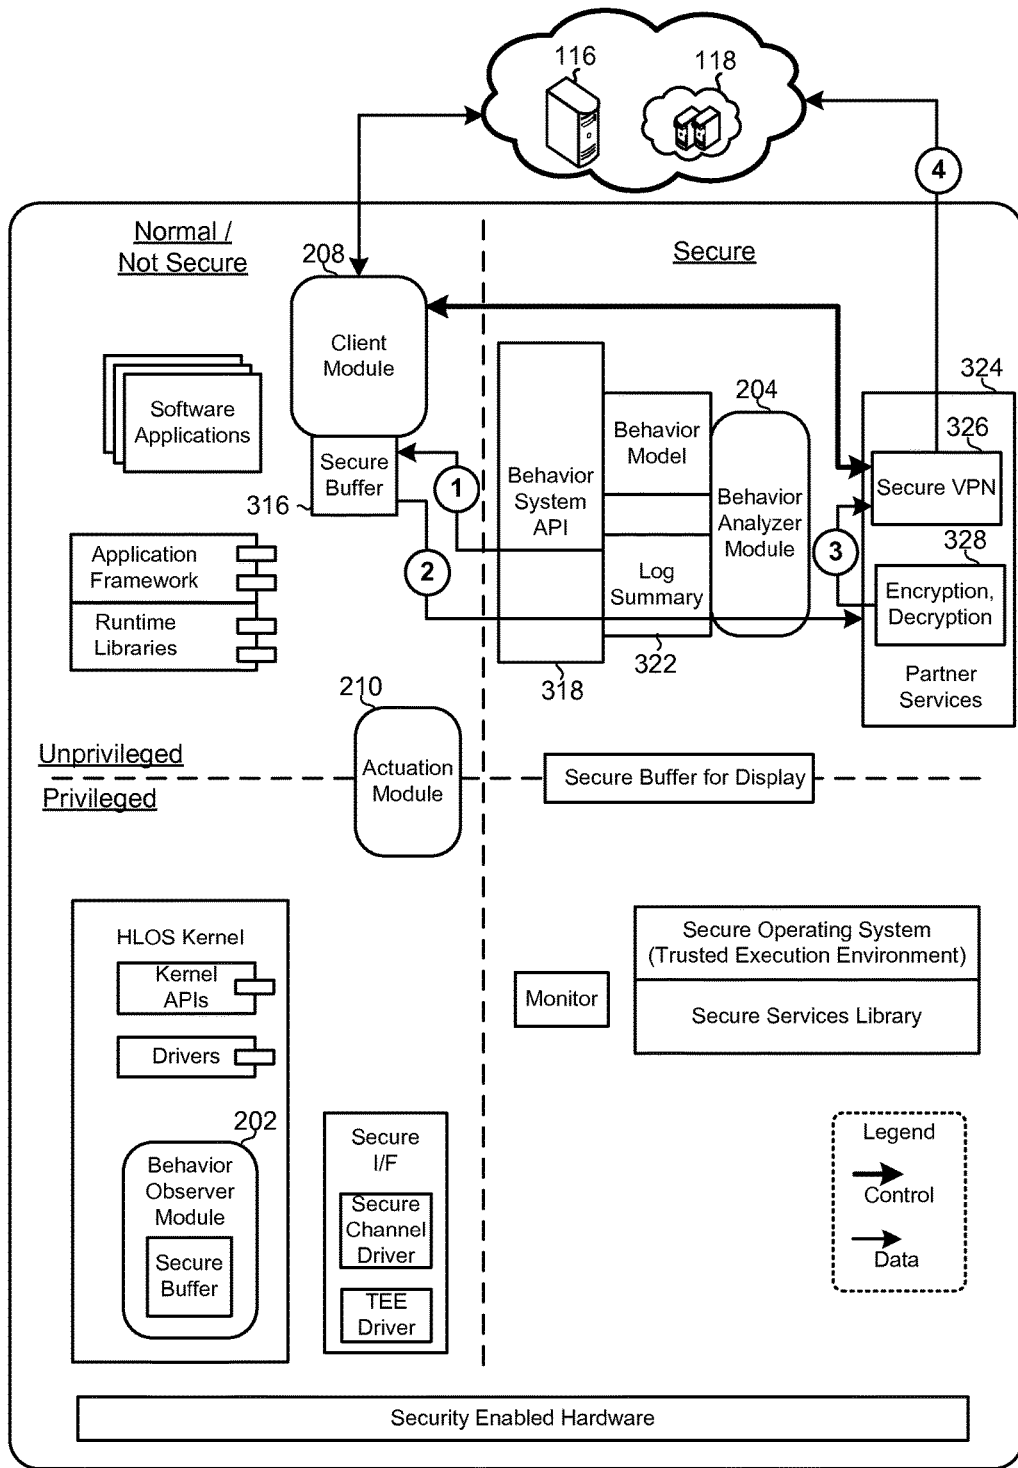 116
118
4
Normal /
Not Secure
Secure
208
Client
Module
Software
Applications
Secure
Buffer
316
1
2
Behavior
System
API
318
Behavior
Model
Log
Summary
322
204
Behavior
Analyzer
Module
3
324
326
Secure VPN
328
Encryption,
Decryption
Partner
Services
Application
Framework
Runtime
Libraries
210
Actuation
Module
Unprivileged
Privileged
Secure Buffer for Display
HLOS Kernel
Kernel
APIs
Drivers
202
Behavior
Observer
Module
Secure
Buffer
Secure
I/F
Secure
Channel
Driver
TEE
Driver
Monitor
Secure Operating System
(Trusted Execution Environment)
Secure Services Library
Legend
Control
Data
Security Enabled Hardware